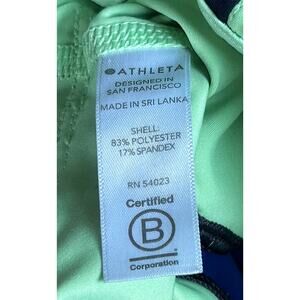 ATHLETA
DESIGNED IN
SAN FRANCISCO
MADE IN SRI LANKA
SHELL:
83% POLYESTER
17% SPANDEX
RN 54023
Certified
B
Corporation